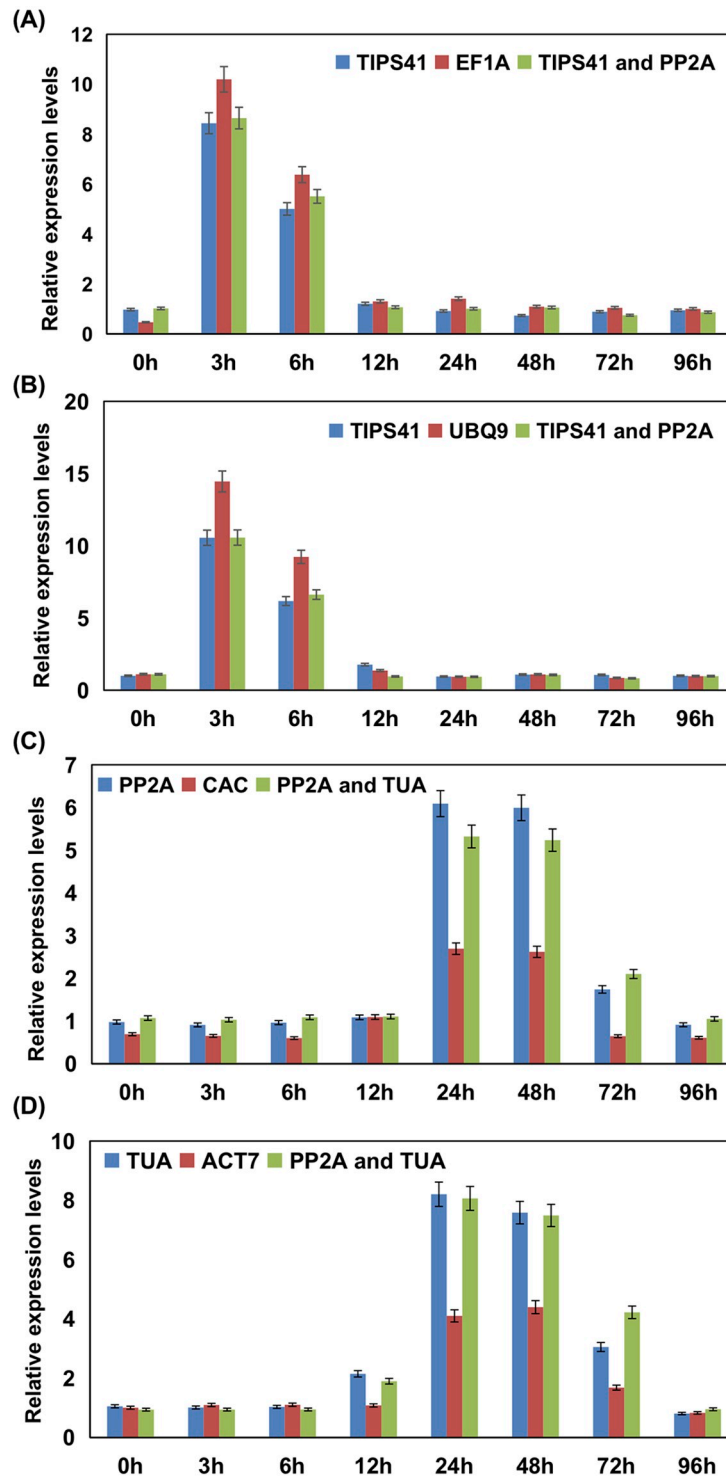 (A)
12
10
8
6
4
2
0
Relative expression levels
TIPS41 EF1A TIPS41 and PP2A
0h 3h 6h 12h 24h 48h 72h 96h
(B)
20
15
10
5
0
Relative expression levels
TIPS41 UBQ9 TIPS41 and PP2A
0h 3h 6h 12h 24h 48h 72h 96h
(C)
7
6
5
4
3
2
1
0
Relative expression levels
PP2A CAC PP2A and TUA
0h 3h 6h 12h 24h 48h 72h 96h
(D)
10
8
6
4
2
0
Relative expression levels
TUA ACT7 PP2A and TUA
0h 3h 6h 12h 24h 48h 72h 96h